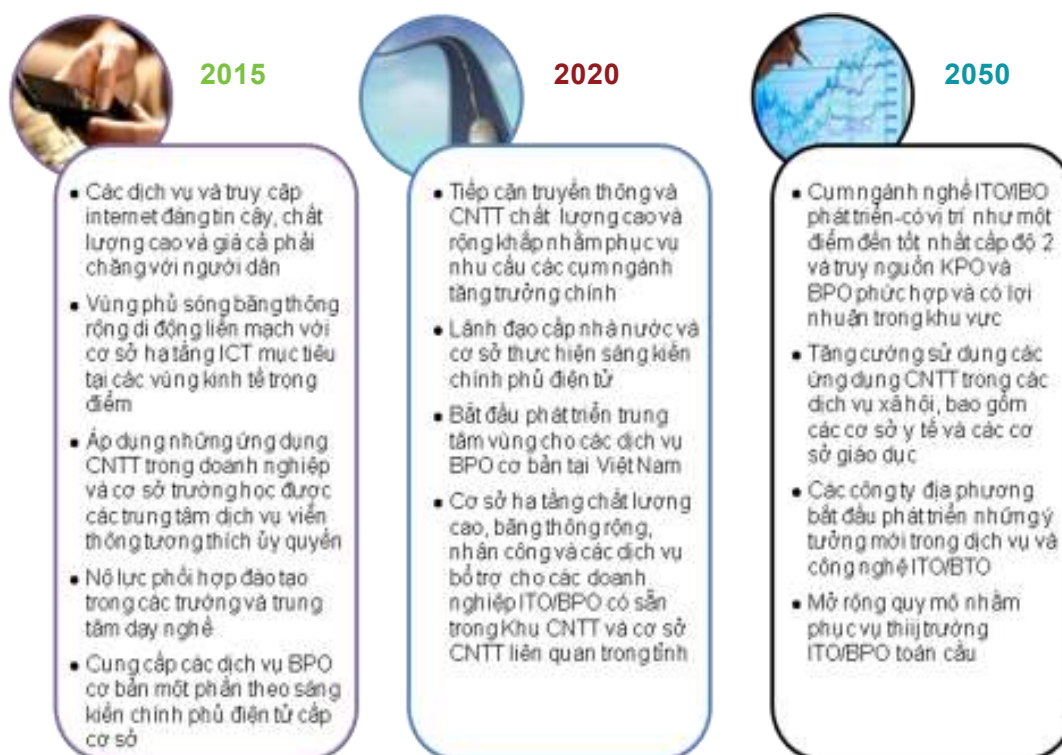 2015
Các dịch vụ và truy cập
internet đáng tin cậy, chất
lượng cao và giá cả phải
chăng với người dân
Vùng phủ sóng băng thông
rộng di động liền mạch với
cơ sở hạ tầng ICT mục tiêu
tại các vùng kinh tế trọng
điểm
Áp dụng những ứng dụng
CNTT trong doanh nghiệp
và cơ sở trường học được
các trung tâm dịch vụ viễn
thông tương thích ủy quyền
Nỗ lực phối hợp đào tạo
trong các trường và trung
tâm dạy nghề
Cung cấp các dịch vụ BPO
cơ bản một phần theo sáng
kiến chính phủ điện tử cấp
cơ sở
2020
Tiếp cận truyền thông và
CNTT chất lượng cao và
rộng khắp nhằm phục vụ
nhu cầu các cụm ngành
tăng trưởng chính
Lãnh đạo cấp nhà nước và
cơ sở thực hiện sáng kiến
chính phủ điện tử
Bắt đầu phát triển trung
tâm vùng cho các dịch vụ
BPO cơ bản tại Việt Nam
Cơ sở hạ tầng chất lượng
cao, băng thông rộng,
nhân công và các dịch vụ
bổ trợ cho các doanh
nghiệp ITO/BPO có sẵn
trong Khu CNTT và cơ sở
CNTT liên quan trong tỉnh
2050
Cụm ngành nghề ITO/IBO
phát triển-có vị trí như một
điểm đến tốt nhất cấp độ 2
và truy nguồn KPO và
BPO phức hợp và có lợi
nhuận trong khu vực
Tăng cường sử dụng các
ứng dụng CNTT trong các
dịch vụ xã hội, bao gồm
các cơ sở y tế và các cơ
sở giáo dục
Các công ty địa phương
bắt đầu phát triển những ý
tưởng mới trong dịch vụ và
công nghệ ITO/BTO
Mở rộng quy mô nhằm
phục vụ thiij trường
ITO/BPO toàn cầu